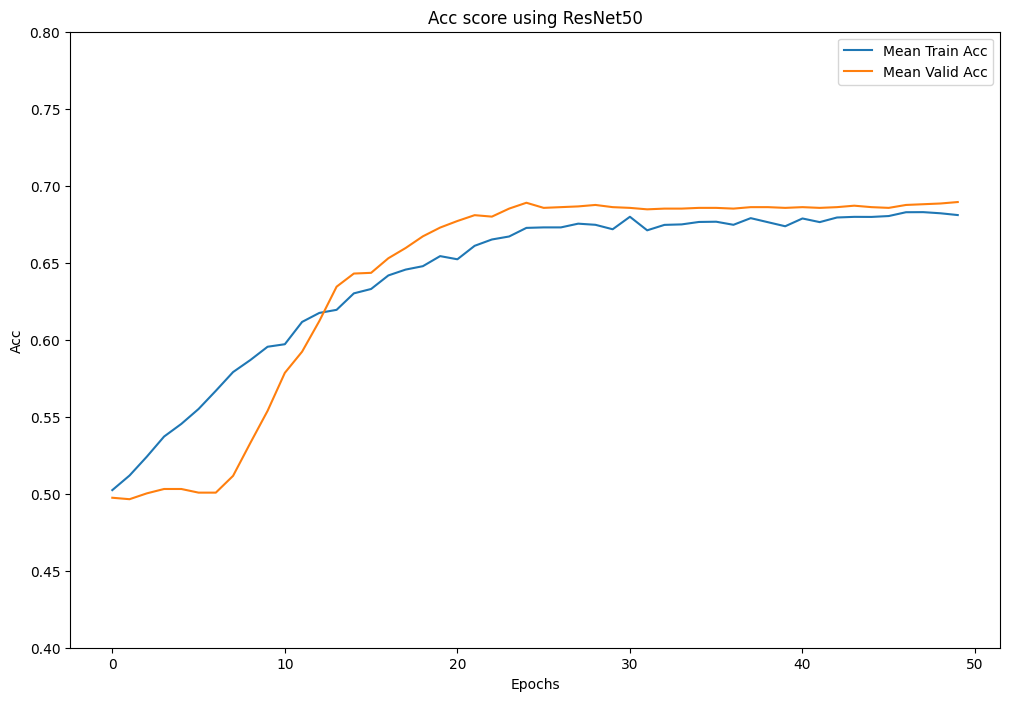 Acc score using ResNet50
Mean Train Acc
Mean Valid Acc
0.80
0.75
0.70
0.65
0.60
0.55
0.50
0.45
0.40
Acc
0 10 20 30 40 50
Epochs